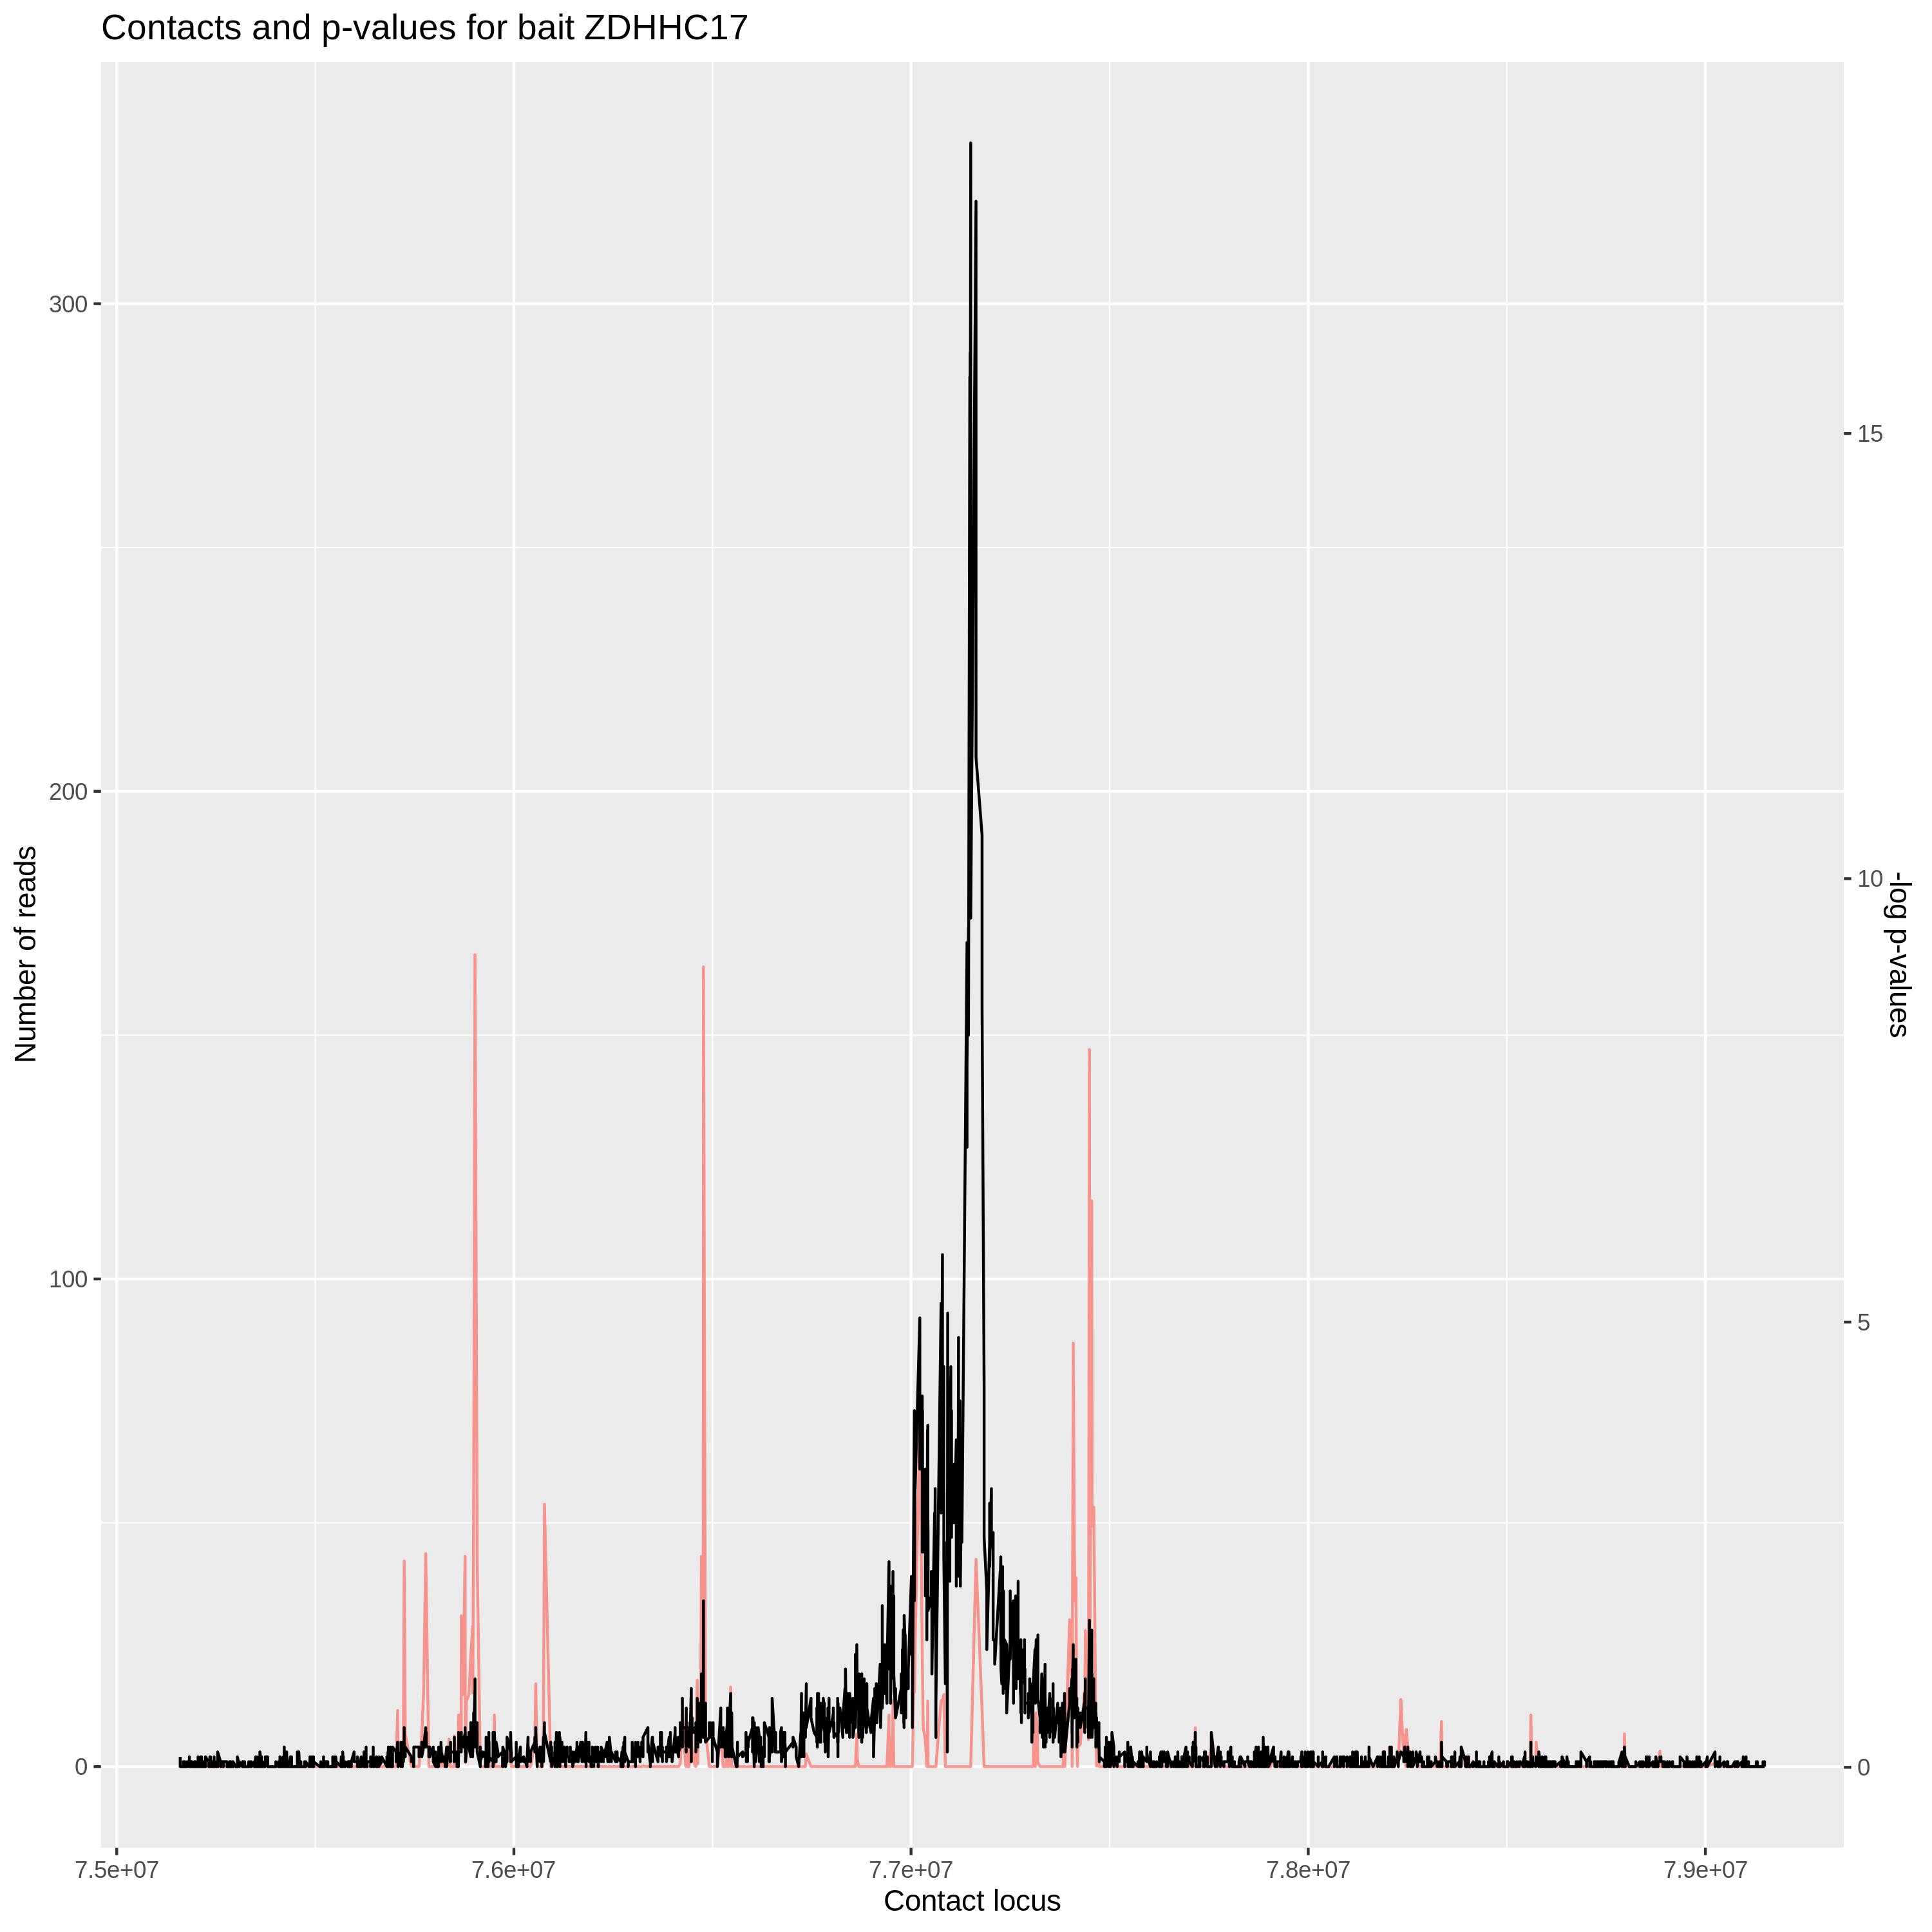 Contacts and p-values for bait ZDHHC17
300
200
100
0
Number of reads
15
10
5
0
-log p-values
7.5e+07
7.6e+07
7.7e+07
7.8e+07
7.9e+07
Contact locus